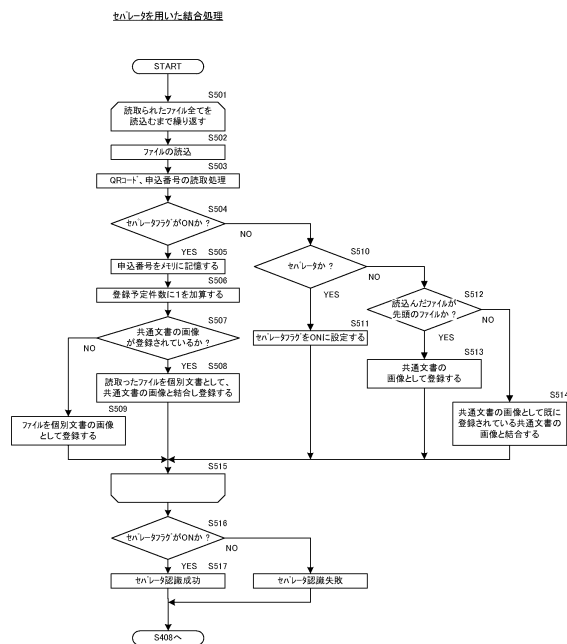 セパレータを用いた結合処理
START
S501
読取られたファイル全てを
読込むまで繰り返す
S502
ファイルの読込
S503
QRコード、申込番号の読取処理
S504
セパレータフラグがONか？
NO
YES
S505
申込番号をメモリに記憶する
S506
登録予定件数に1を加算する
S507
共通文書の画像
が登録されているか？
NO
YES
S508
読取ったファイルを個別文書として、
共通文書の画像と結合し登録する
S509
ファイルを個別文書の画像
として登録する
S510
セパレータか？
NO
YES
S511
セパレータフラグをONに設定する
S512
読込んだファイルが
先頭のファイルか？
YES
NO
S513
共通文書の
画像として登録する
S514
共通文書の画像として既に
登録されている共通文書の
画像と結合する
S515
S516
セパレータフラグがONか？
NO
YES
S517
セパレータ認識成功
セパレータ認識失敗
S408へ